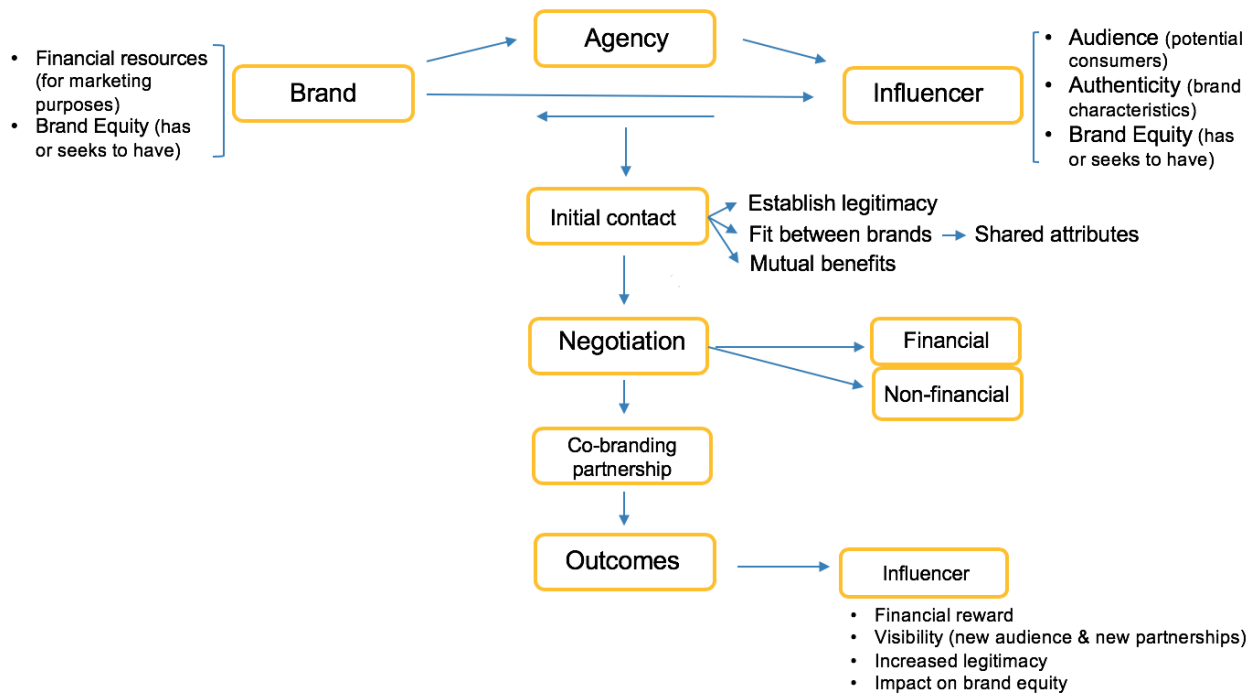 Agency
• Financial resources
(for marketing
purposes)
• Brand Equity (has
or seeks to have)
Brand
Influencer
• Audience (potential
consumers)
• Authenticity (brand
characteristics)
• Brand Equity (has
or seeks to have)
Initial contact
Establish legitimacy
Fit between brands
Shared attributes
Mutual benefits
Negotiation
Financial
Non-financial
Co-branding
partnership
Outcomes
Influencer
• Financial reward
• Visibility (new audience & new partnerships)
• Increased legitimacy
• Impact on brand equity